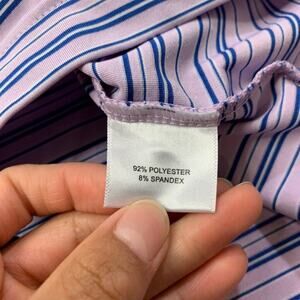 92% POLYESTER
8% SPANDEX